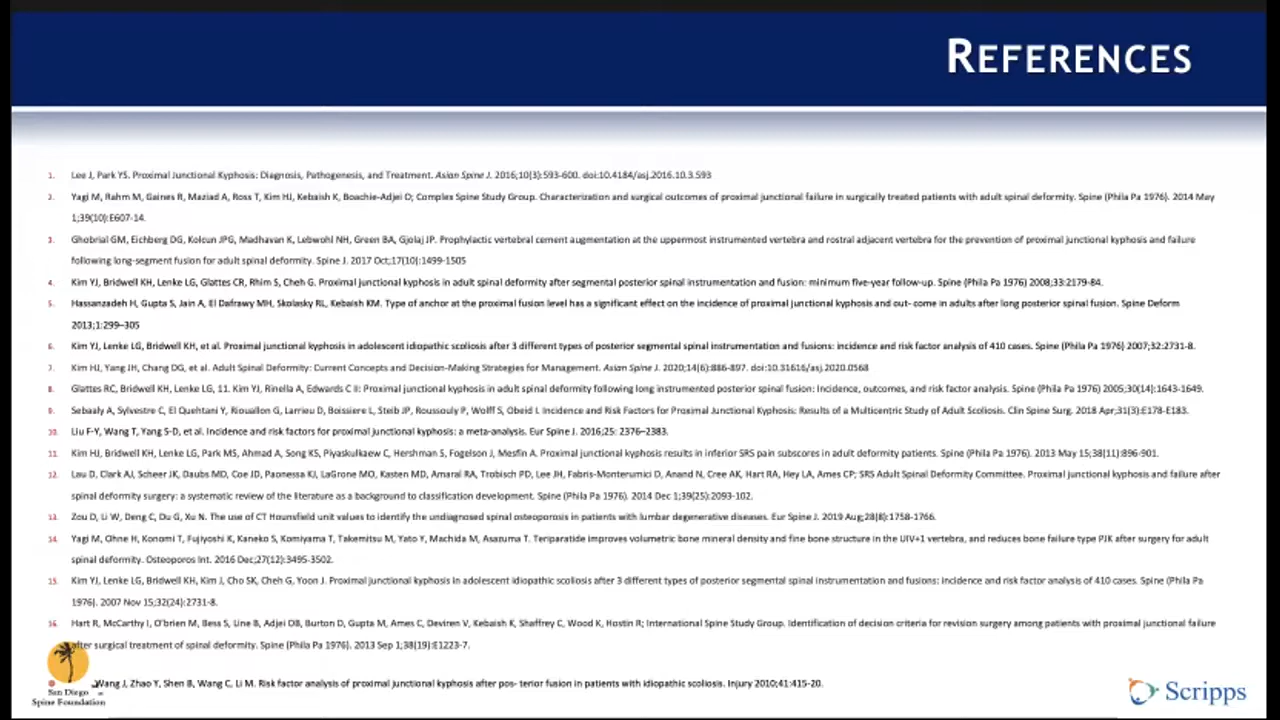 REFERENCES
1. Lee J, Park YS. Proximal Junctional Kyphosis: Diagnosis, Pathogenesis, and Treatment. Asian Spine J. 2016;10(3):593-600. doi:10.4184/asj.2016.10.3.593
2. Yagi M, Rahm M, Gaines R, Maziad A, Ross T, Kim HJ, Kebaish K, Boachie-Adjei O; Complex Spine Study Group. Characterization and surgical outcomes of proximal junctional failure in surgically treated patients with adult spinal deformity. Spine (Phila Pa 1976). 2014 May
1;39(10):E607-14.
3. Ghobrial GM, Eichberg DG, Kolcun JPG, Madhavan K, Lebwohl NH, Green BA, Gjolaj JP. Prophylactic vertebral cement augmentation at the uppermost instrumented vertebra and rostral adjacent vertebra for the prevention of proximal junctional kyphosis and failure
following long-segment fusion for adult spinal deformity. Spine J. 2017 Oct;17(10):1499-1505
4. Kim YJ, Bridwell KH, Lenke LG, Glattes CR, Rhim S, Cheh G. Proximal junctional kyphosis in adult spinal deformity after segmental posterior spinal instrumentation and fusion: minimum five-year follow-up. Spine (Phila Pa 1976) 2008;33:2179-84.
5. Hassanzadeh H, Gupta S, Jain A, El Dafrawy MH, Skolasky RL, Kebaish KM. Type of anchor at the proximal fusion level has a significant effect on the incidence of proximal junctional kyphosis and out- come in adults after long posterior spinal fusion. Spine Deform
2013;1:299–305
6. Kim YJ, Lenke LG, Bridwell KH, et al. Proximal junctional kyphosis in adolescent idiopathic scoliosis after 3 different types of posterior segmental spinal instrumentation and fusions: incidence and risk factor analysis of 410 cases. Spine (Phila Pa 1976) 2007;32:2731-8.
7. Kim HJ, Yang JH, Chang DG, et al. Adult Spinal Deformity: Current Concepts and Decision-Making Strategies for Management. Asian Spine J. 2020;14(6):886-897. doi:10.31616/asj.2020.0568
8. Glattes RC, Bridwell KH, Lenke LG, 11. Kim YJ, Rinella A, Edwards C II: Proximal junctional kyphosis in adult spinal deformity following long instrumented posterior spinal fusion: Incidence, outcomes, and risk factor analysis. Spine (Phila Pa 1976) 2005;30(14):1643-1649.
9. Sebaaly A, Sylvestre C, El Quehtani Y, Riouallon G, Larrieu D, Boissiere L, Steib JP, Roussouly P, Wolff S, Obeid I. Incidence and Risk Factors for Proximal Junctional Kyphosis: Results of a Multicentric Study of Adult Scoliosis. Clin Spine Surg. 2018 Apr;31(3):E178-E183.
10. Liu F-Y, Wang T, Yang S-D, et al. Incidence and risk factors for proximal junctional kyphosis: a meta-analysis. Eur Spine J. 2016;25: 2376–2383.
11. Kim HJ, Bridwell KH, Lenke LG, Park MS, Ahmad A, Song KS, Piyaskulkaew C, Hershman S, Fogelson J, Mesfin A. Proximal junctional kyphosis results in inferior SRS pain subscores in adult deformity patients. Spine (Phila Pa 1976). 2013 May 15;38(11):896-901.
12. Lau D, Clark AJ, Scheer JK, Daubs MD, Coe JD, Paonessa KJ, LaGrone MO, Kasten MD, Amaral RA, Trobisch PD, Lee JH, Fabris-Monterumici D, Anand N, Cree AK, Hart RA, Hey LA, Ames CP; SRS Adult Spinal Deformity Committee. Proximal junctional kyphosis and failure after
spinal deformity surgery: a systematic review of the literature as a background to classification development. Spine (Phila Pa 1976). 2014 Dec 1;39(25):2093-102.
13. Zou D, Li W, Deng C, Du G, Xu N. The use of CT Hounsfield unit values to identify the undiagnosed spinal osteoporosis in patients with lumbar degenerative diseases. Eur Spine J. 2019 Aug;28(8):1758-1766.
14. Yagi M, Ohne H, Konomi T, Fujiyoshi K, Kaneko S, Komiyama T, Takemitsu M, Yato Y, Machida M, Asazuma T. Teriparatide improves volumetric bone mineral density and fine bone structure in the UIV+1 vertebra, and reduces bone failure type PJK after surgery for adult
spinal deformity. Osteoporos Int. 2016 Dec;27(12):3495-3502.
15. Kim YJ, Lenke LG, Bridwell KH, Kim J, Cho SK, Cheh G, Yoon J. Proximal junctional kyphosis in adolescent idiopathic scoliosis after 3 different types of posterior segmental spinal instrumentation and fusions: incidence and risk factor analysis of 410 cases. Spine (Phila Pa
1976). 2007 Nov 15;32(24):2731-8.
16. Hart R, McCarthy I, O'brien M, Bess S, Line B, Adjei OB, Burton D, Gupta M, Ames C, Deviren V, Kebaish K, Shaffrey C, Wood K, Hostin R; International Spine Study Group. Identification of decision criteria for revision surgery among patients with proximal junctional failure
after surgical treatment of spinal deformity. Spine (Phila Pa 1976). 2013 Sep 1;38(19):E1223-7.
Wang J, Zhao Y, Shen B, Wang C, Li M. Risk factor analysis of proximal junctional kyphosis after pos- terior fusion in patients with idiopathic scoliosis. Injury 2010;41:415-20.
San Diego
Spine Foundation
Scripps